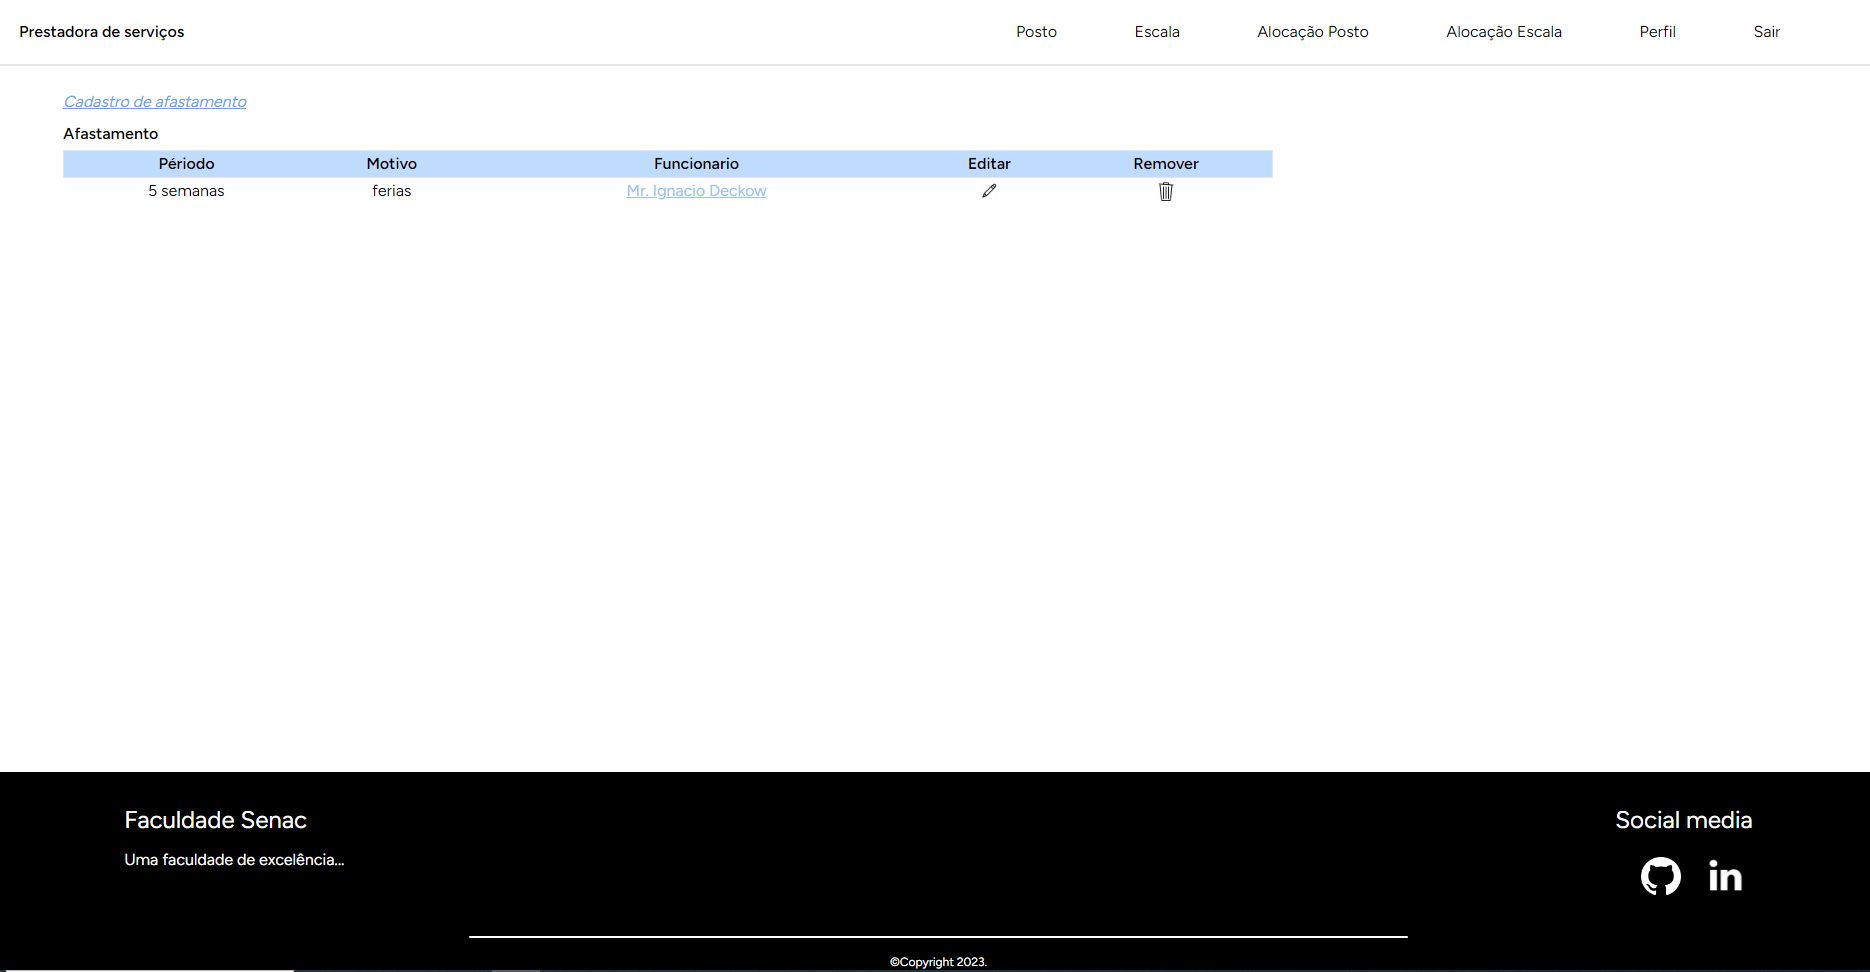 Prestadora de serviços Posto Escala Alocação Posto Alocação Escala Perfil Sair
Cadastro de afastamento
Afastamento
Périodo Motivo Funcionario Editar Remover
5 semanas ferias Mr. Ignacio Deckow
Faculdade Senac Social media
Uma faculdade de excelência...
©Copyright 2023.